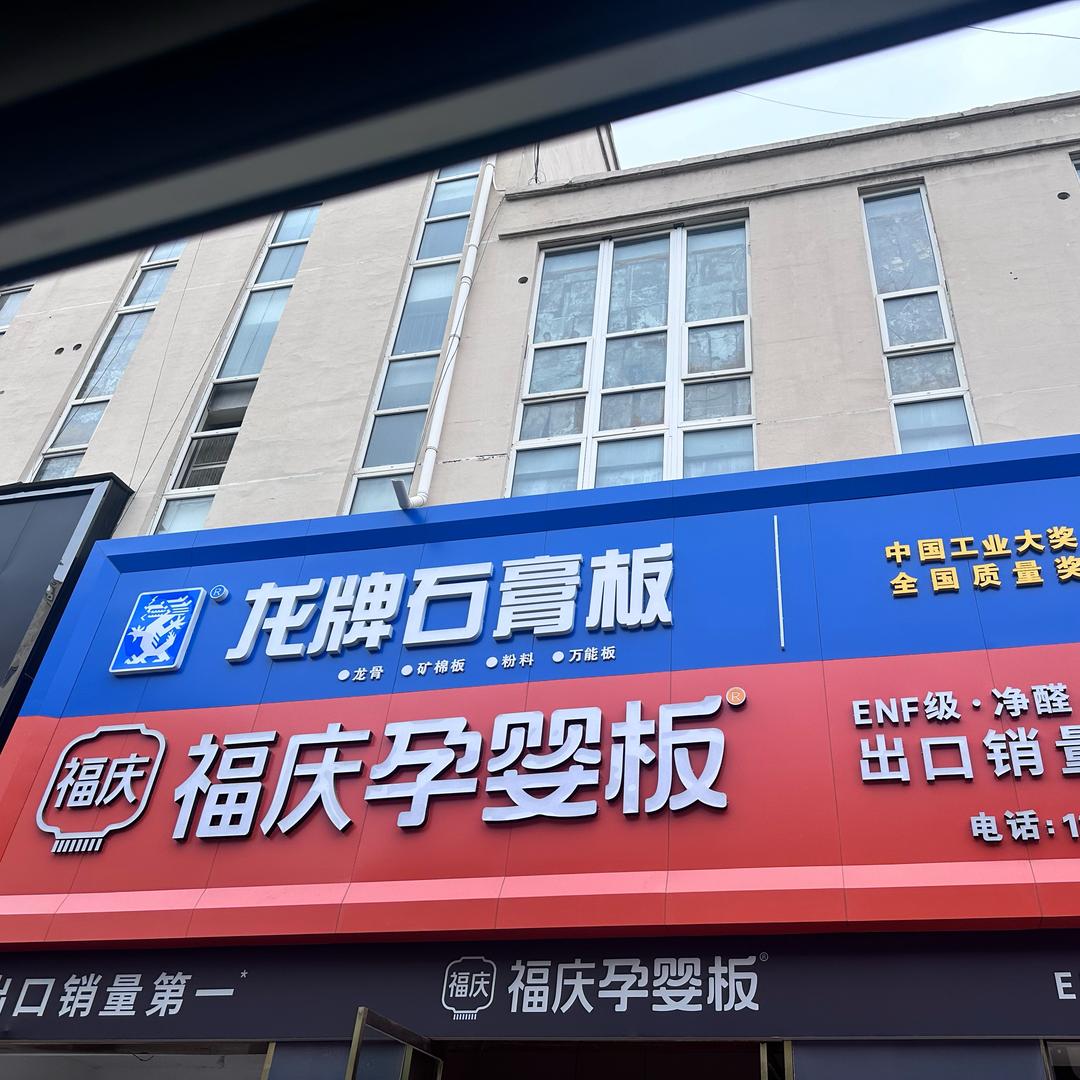 龙牌石膏板
®
●龙骨 ●矿棉板 ●粉料 ●万能板
中国工业大奖
全国质量奖
福庆
福庆孕婴板®
ENF级·净醛
出口销量
电话:1
出口销量第一*
福庆
福庆孕婴板®
E